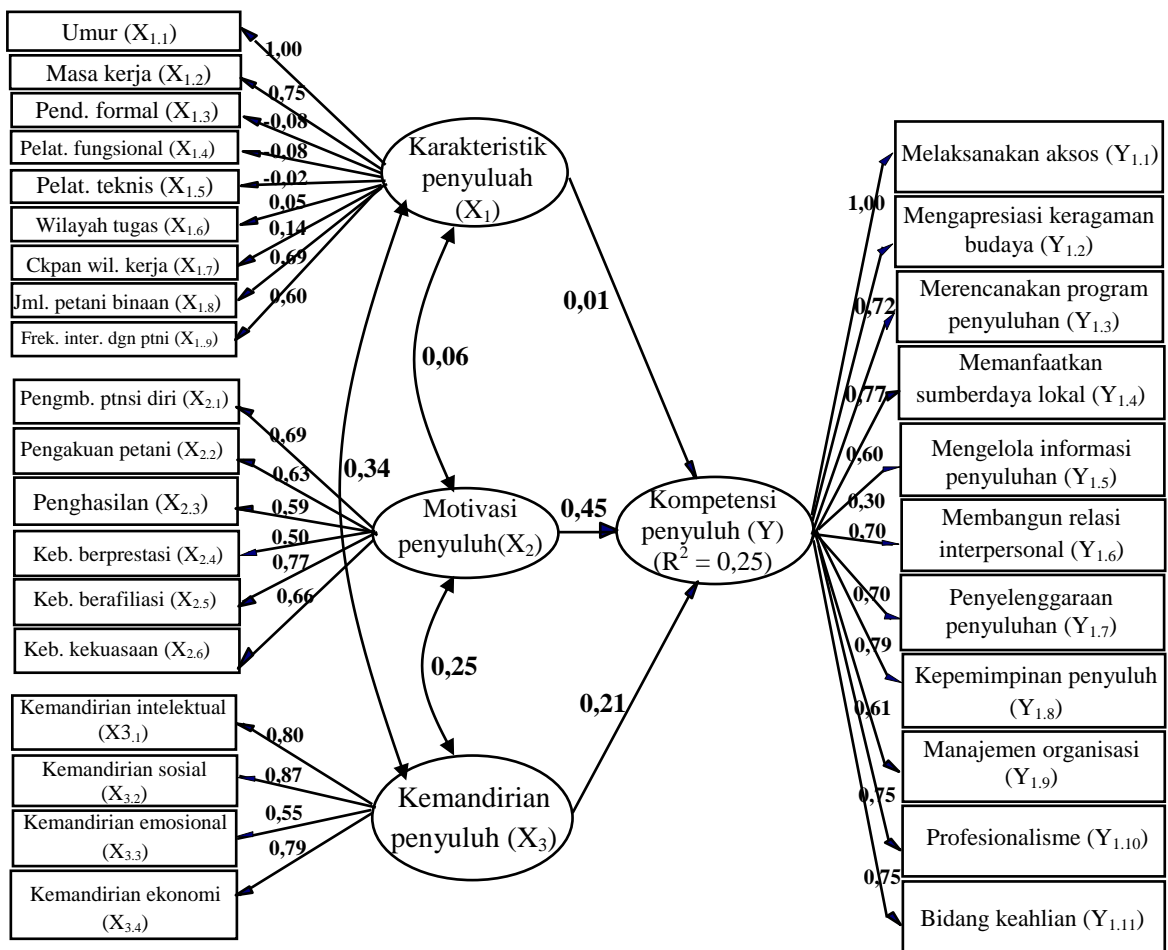 Umur (X1.1)
Masa kerja (X1.2)
Pend. formal (X1.3)
Pelat. fungsional (X1.4)
Pelat. teknis (X1.5)
Wilayah tugas (X1.6)
Ckpan wil. kerja (X1.7)
Jml. petani binaan (X1.8)
Frek. inter. dgn ptni (X1..9)
1,00
0,75
-0,08
-0,08
-0,02
0,05
0,14
0,69
0,60
Karakteristik
penyuluah
(X1)
Pengmb. ptnsi diri (X2.1)
Pengakuan petani (X2.2)
Penghasilan (X2.3)
Keb. berprestasi (X2.4)
Keb. berafiliasi (X2.5)
Keb. kekuasaan (X2.6)
0,69
0,63
0,59
0,50
0,77
0,66
Motivasi
penyuluh(X2)
Kemandirian intelektual
(X3.1)
Kemandirian sosial
(X3.2)
Kemandirian emosional
(X3.3)
Kemandirian ekonomi
(X3.4)
0,80
0,87
0,55
0,79
Kemandirian
penyuluh (X3)
0,06
0,34
0,25
0,01
0,45
0,21
Kompetensi
penyuluh (Y)
(R2 = 0,25)
1,00
0,72
0,77
0,60
0,30
0,70
0,70
0,79
0,61
0,75
0,75
Melaksanakan aksos (Y1.1)
Mengapresiasi keragaman
budaya (Y1.2)
Merencanakan program
penyuluhan (Y1.3)
Memanfaatkan
sumberdaya lokal (Y1.4)
Mengelola informasi
penyuluhan (Y1.5)
Membangun relasi
interpersonal (Y1.6)
Penyelenggaraan
penyuluhan (Y1.7)
Kepemimpinan penyuluh
(Y1.8)
Manajemen organisasi
(Y1.9)
Profesionalisme (Y1.10)
Bidang keahlian (Y1.11)